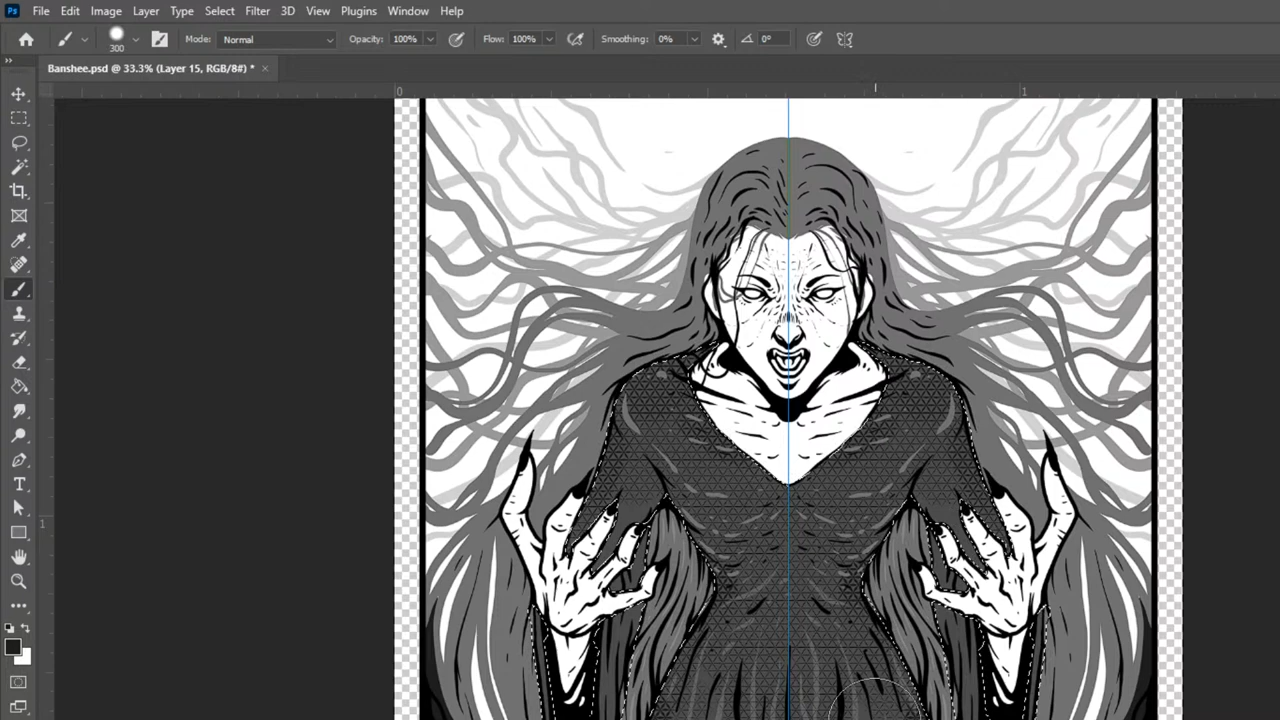 Ps File Edit Image Layer Type Select Filter 3D View Plugins Window Help
300 Mode: Normal Opacity: 100% Flow: 100% Smoothing: 0% 0°
Banshee.psd @ 33.3% (Layer 15, RGB/8#) * ×
0 1
1
T